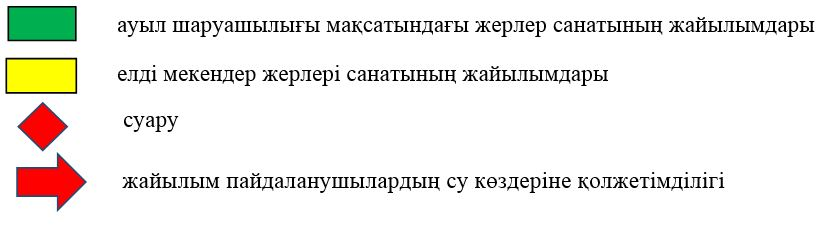 ауыл шаруашылығы мақсатындағы жерлер санатының жайылымдары
елді мекендер жерлері санатының жайылымдары
суару
жайылым пайдаланушылардың су көздеріне қолжетімділігі